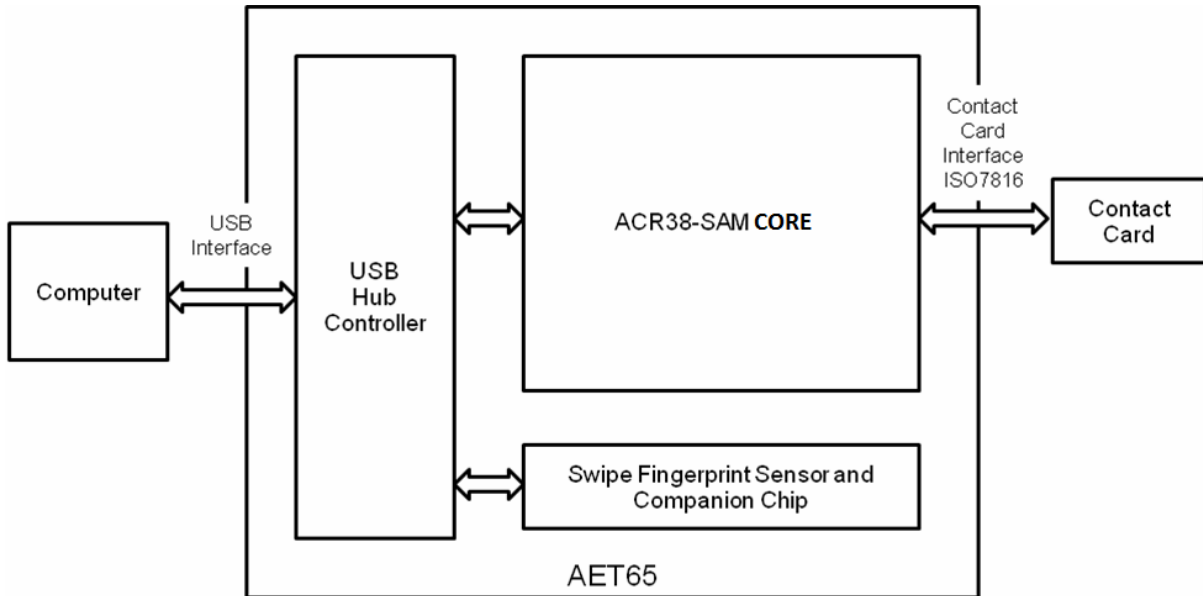 Computer
USB
Interface
USB
Hub
Controller
ACR38-SAM CORE
Swipe Fingerprint Sensor and
Companion Chip
AET65
Contact
Card
Interface
ISO7816
Contact
Card